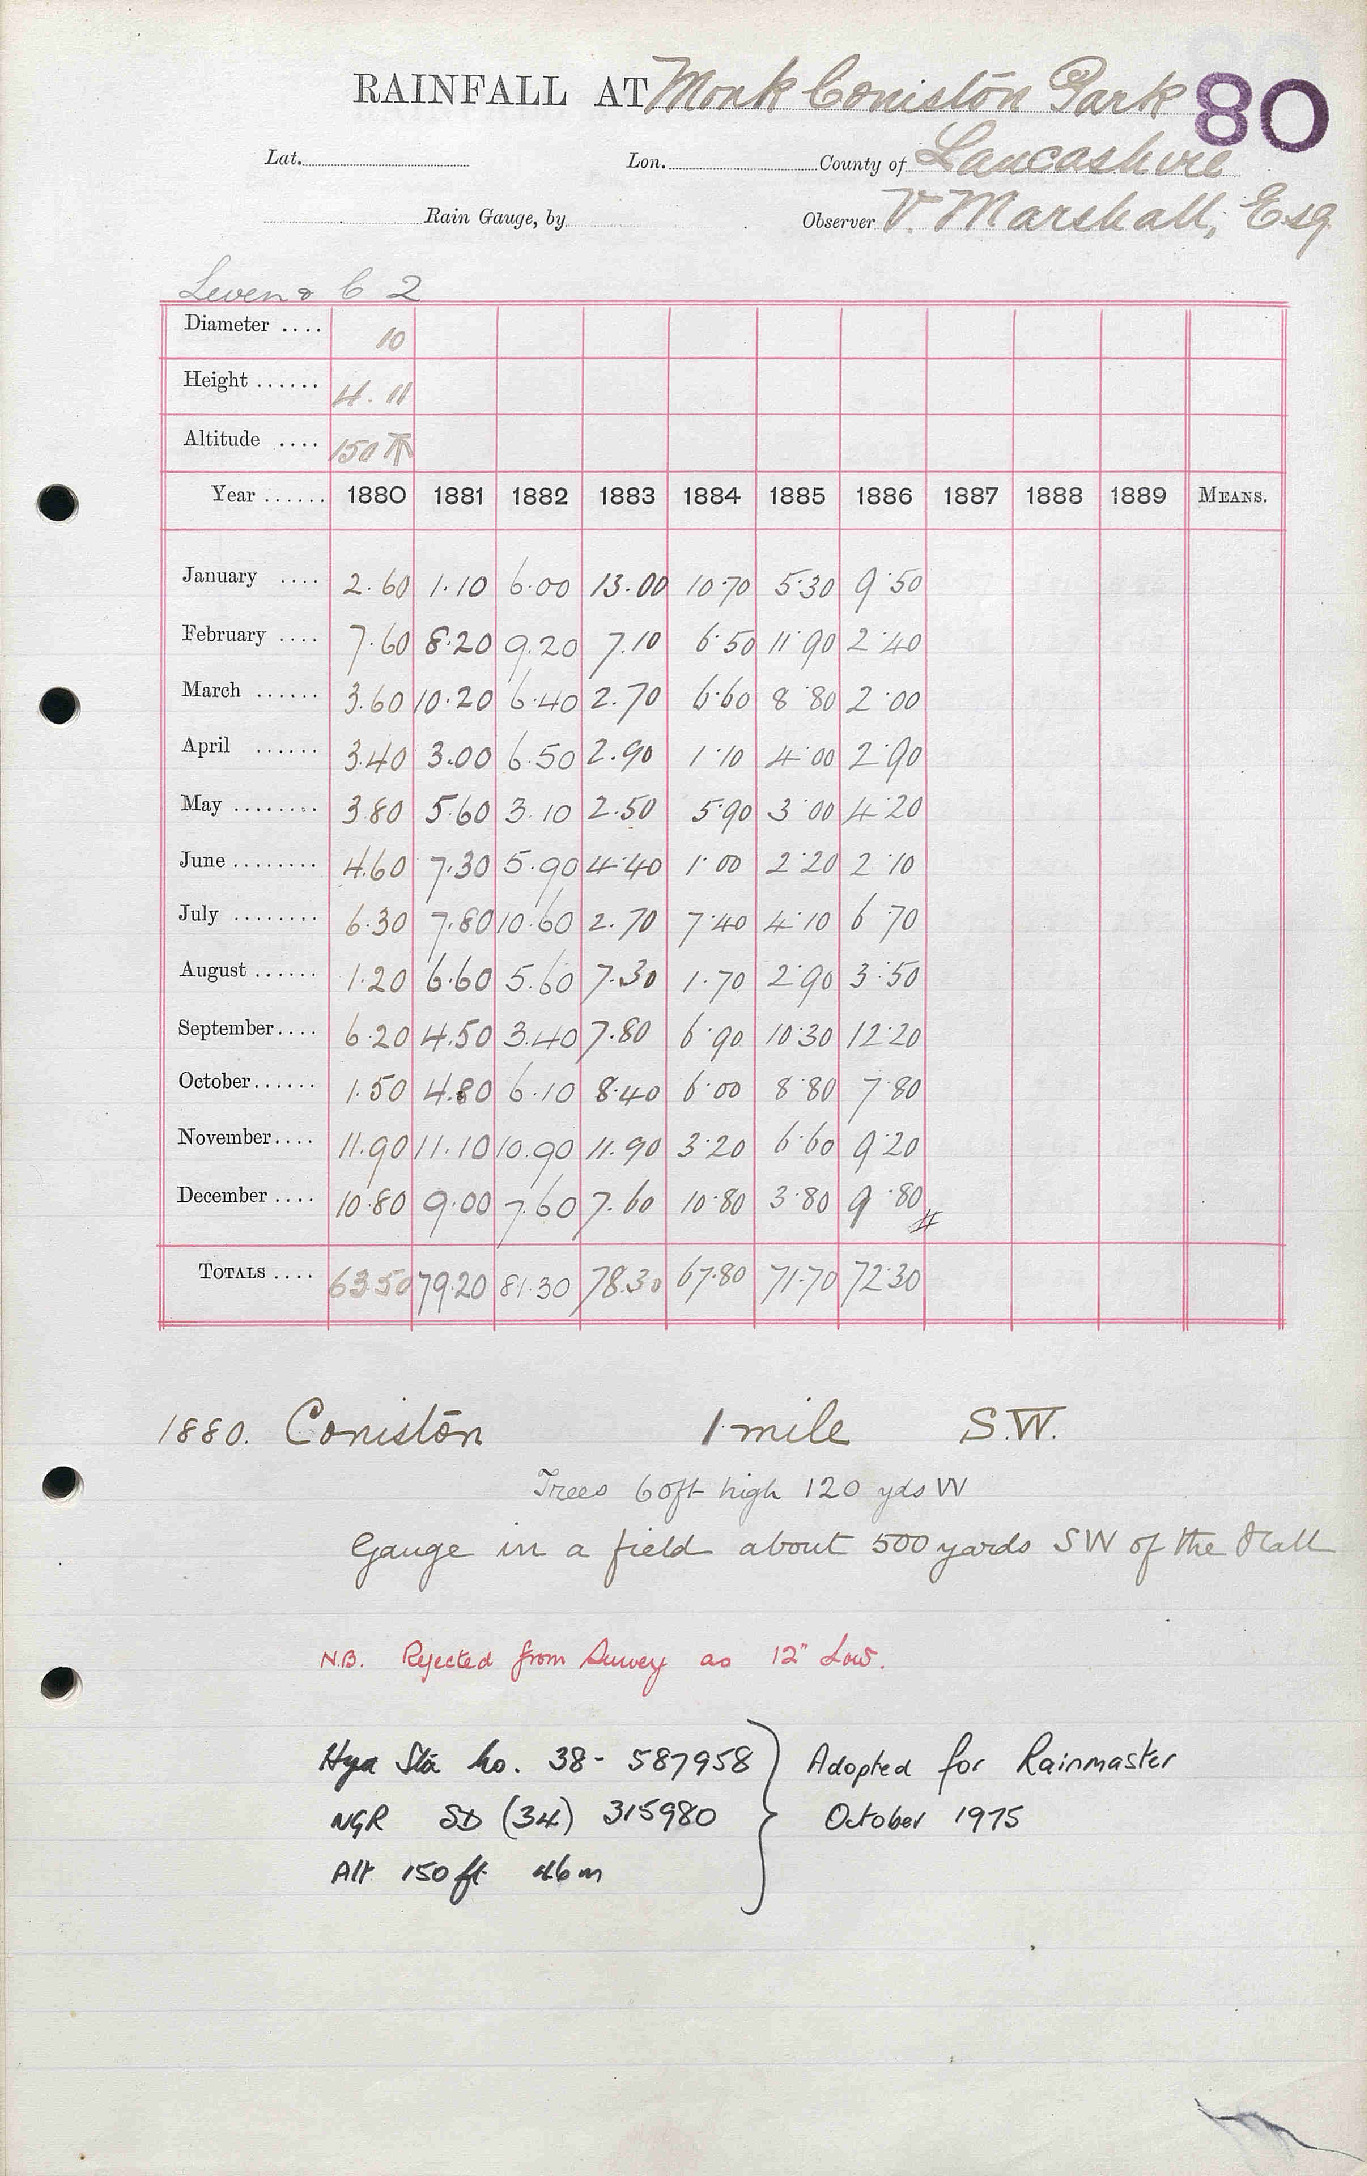 RAINFALL AT Monk Coniston Park 80
Lat. Lon. County of Lancashire
Rain Gauge, by Observer V. Marshall, Esq
Leven & C 2
Diameter .... 10
Height ...... 4. 11
Altitude .... 150
Year ...... 1880 1881 1882 1883 1884 1885 1886 1887 1888 1889 MEANS.
January .... 2.60 1.10 6.00 13.00 10.70 5.30 9.50
February .... 7.60 8.20 9.20 7.10 6.50 11.90 2.40
March ...... 3.60 10.20 6.40 2.70 6.60 8.80 2.00
April ...... 3.40 3.00 6.50 2.90 1.10 4.00 2.90
May ........ 3.80 5.60 3.10 2.50 5.90 3.00 4.20
June ........ 4.60 7.30 5.90 4.40 1.00 2.20 2.10
July ........ 6.30 7.80 10.60 2.70 7.40 4.10 6.70
August ...... 1.20 6.60 5.60 7.30 1.70 2.90 3.50
September.... 6.20 4.50 3.40 7.80 6.90 10.30 12.20
October...... 1.50 4.80 6.10 8.40 6.00 8.80 7.80
November.... 11.90 11.10 10.90 11.90 3.20 6.60 9.20
December .... 10.80 9.00 7.60 7.60 10.80 3.80 9.80
TOTALS .... 63.50 79.20 81.30 78.30 67.80 71.70 72.30
1880. Coniston 1 mile S.W.
Trees 60ft high 120 yds W
Gauge in a field about 500 yards SW of the Hall
N.B. Rejected from Survey as 12" Low.
Hya Sta No. 38- 587958 } Adopted for Rainmaster
NGR SD (34) 315980 October 1975
Alt 150 ft 46 m